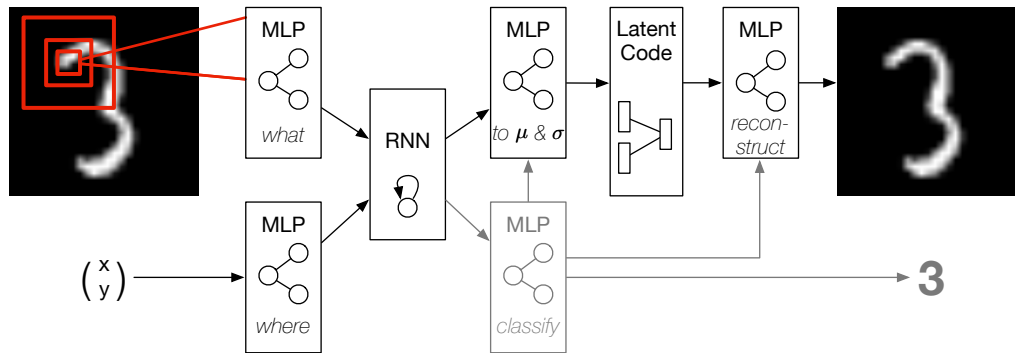 MLP
what
RNN
MLP
to μ & σ
Latent
Code
MLP
recon-
struct
( x
y )
MLP
where
MLP
classify
3